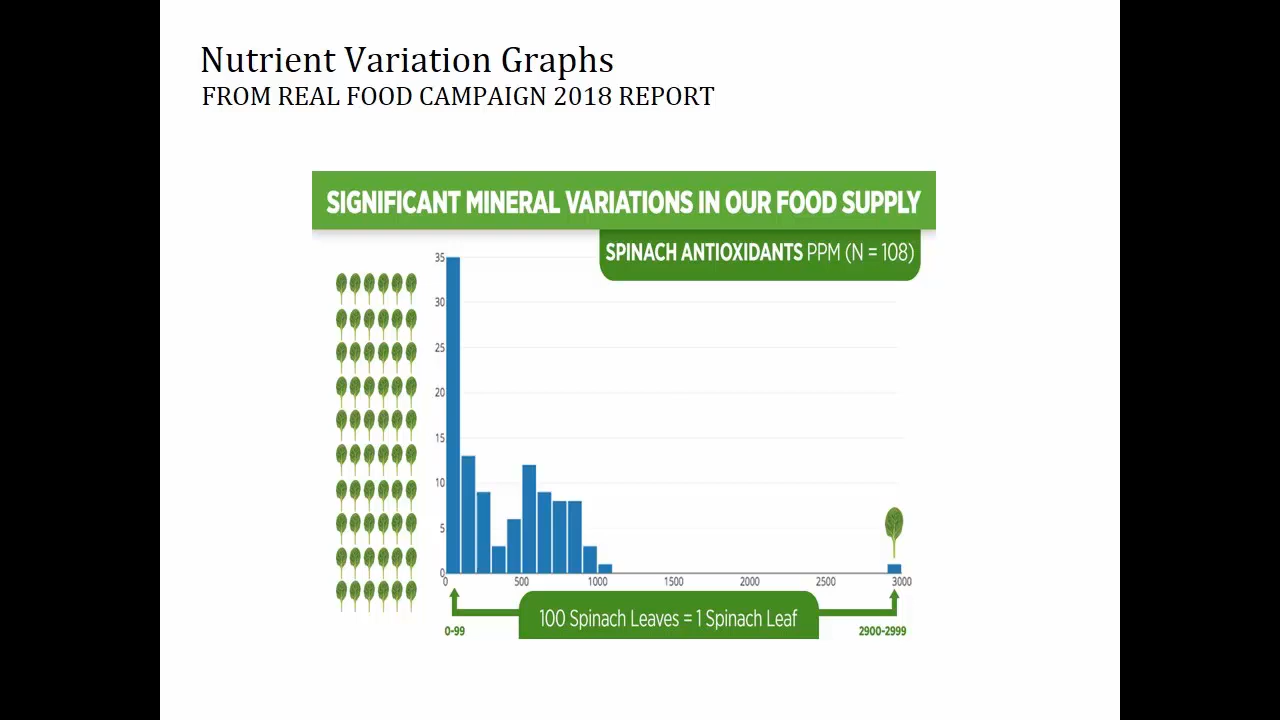 Nutrient Variation Graphs
FROM REAL FOOD CAMPAIGN 2018 REPORT
SIGNIFICANT MINERAL VARIATIONS IN OUR FOOD SUPPLY
SPINACH ANTIOXIDANTS PPM (N = 108)
35
30
25
20
15
10
5
0
0 500 1000 1500 2000 2500 3000
100 Spinach Leaves = 1 Spinach Leaf
0-99 2900-2999